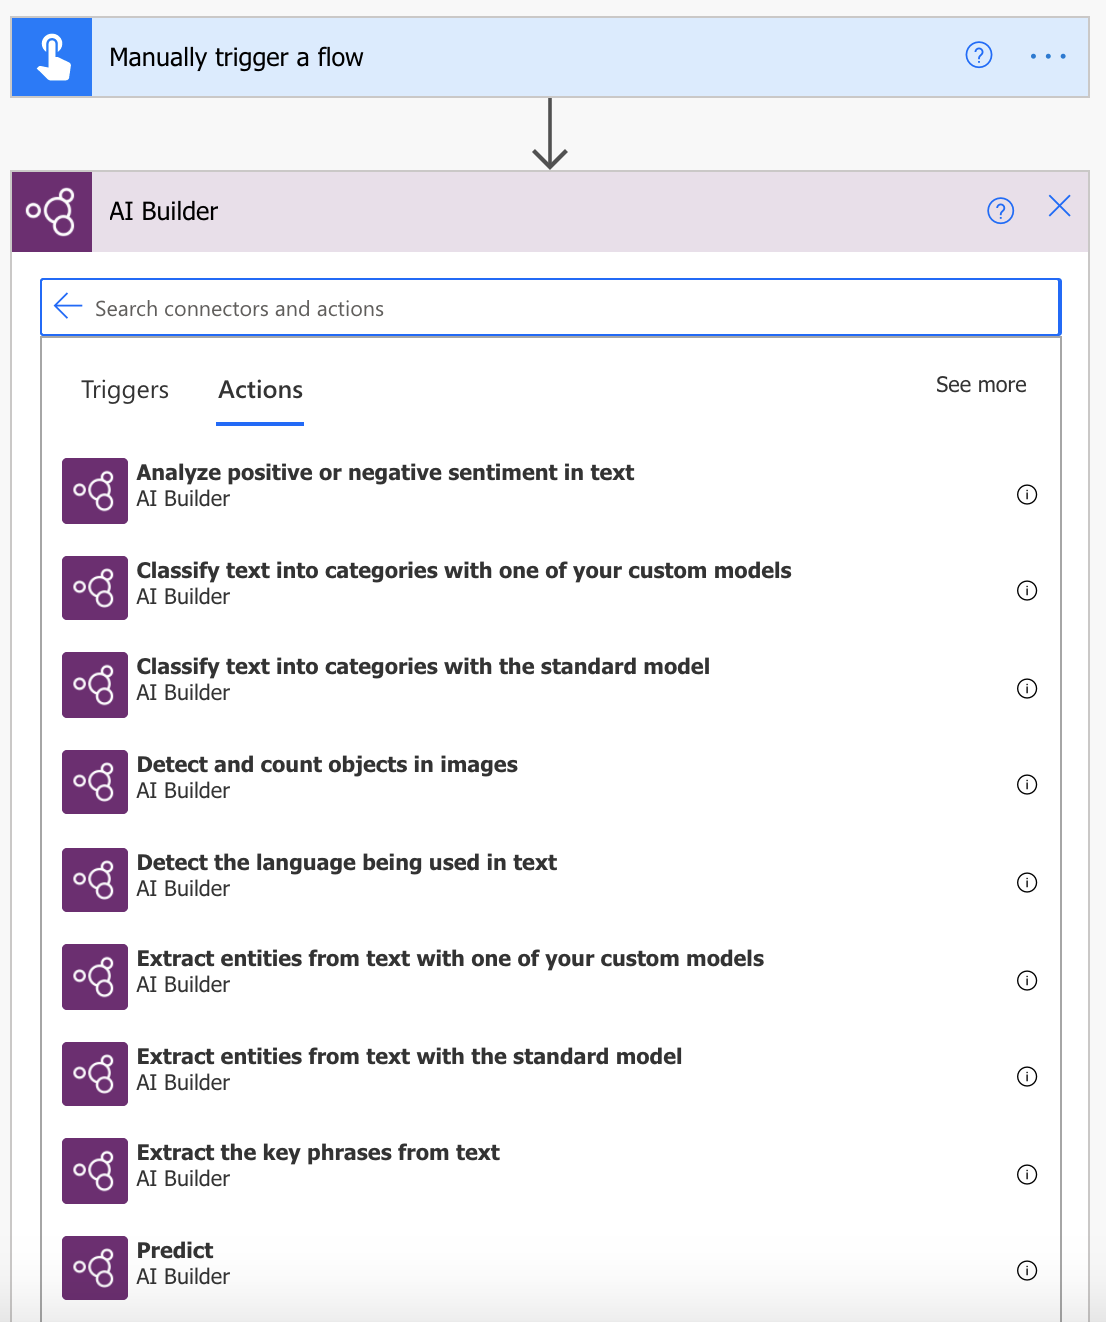 Manually trigger a flow
AI Builder
Search connectors and actions
Triggers Actions See more
Analyze positive or negative sentiment in text
AI Builder
Classify text into categories with one of your custom models
AI Builder
Classify text into categories with the standard model
AI Builder
Detect and count objects in images
AI Builder
Detect the language being used in text
AI Builder
Extract entities from text with one of your custom models
AI Builder
Extract entities from text with the standard model
AI Builder
Extract the key phrases from text
AI Builder
Predict
AI Builder